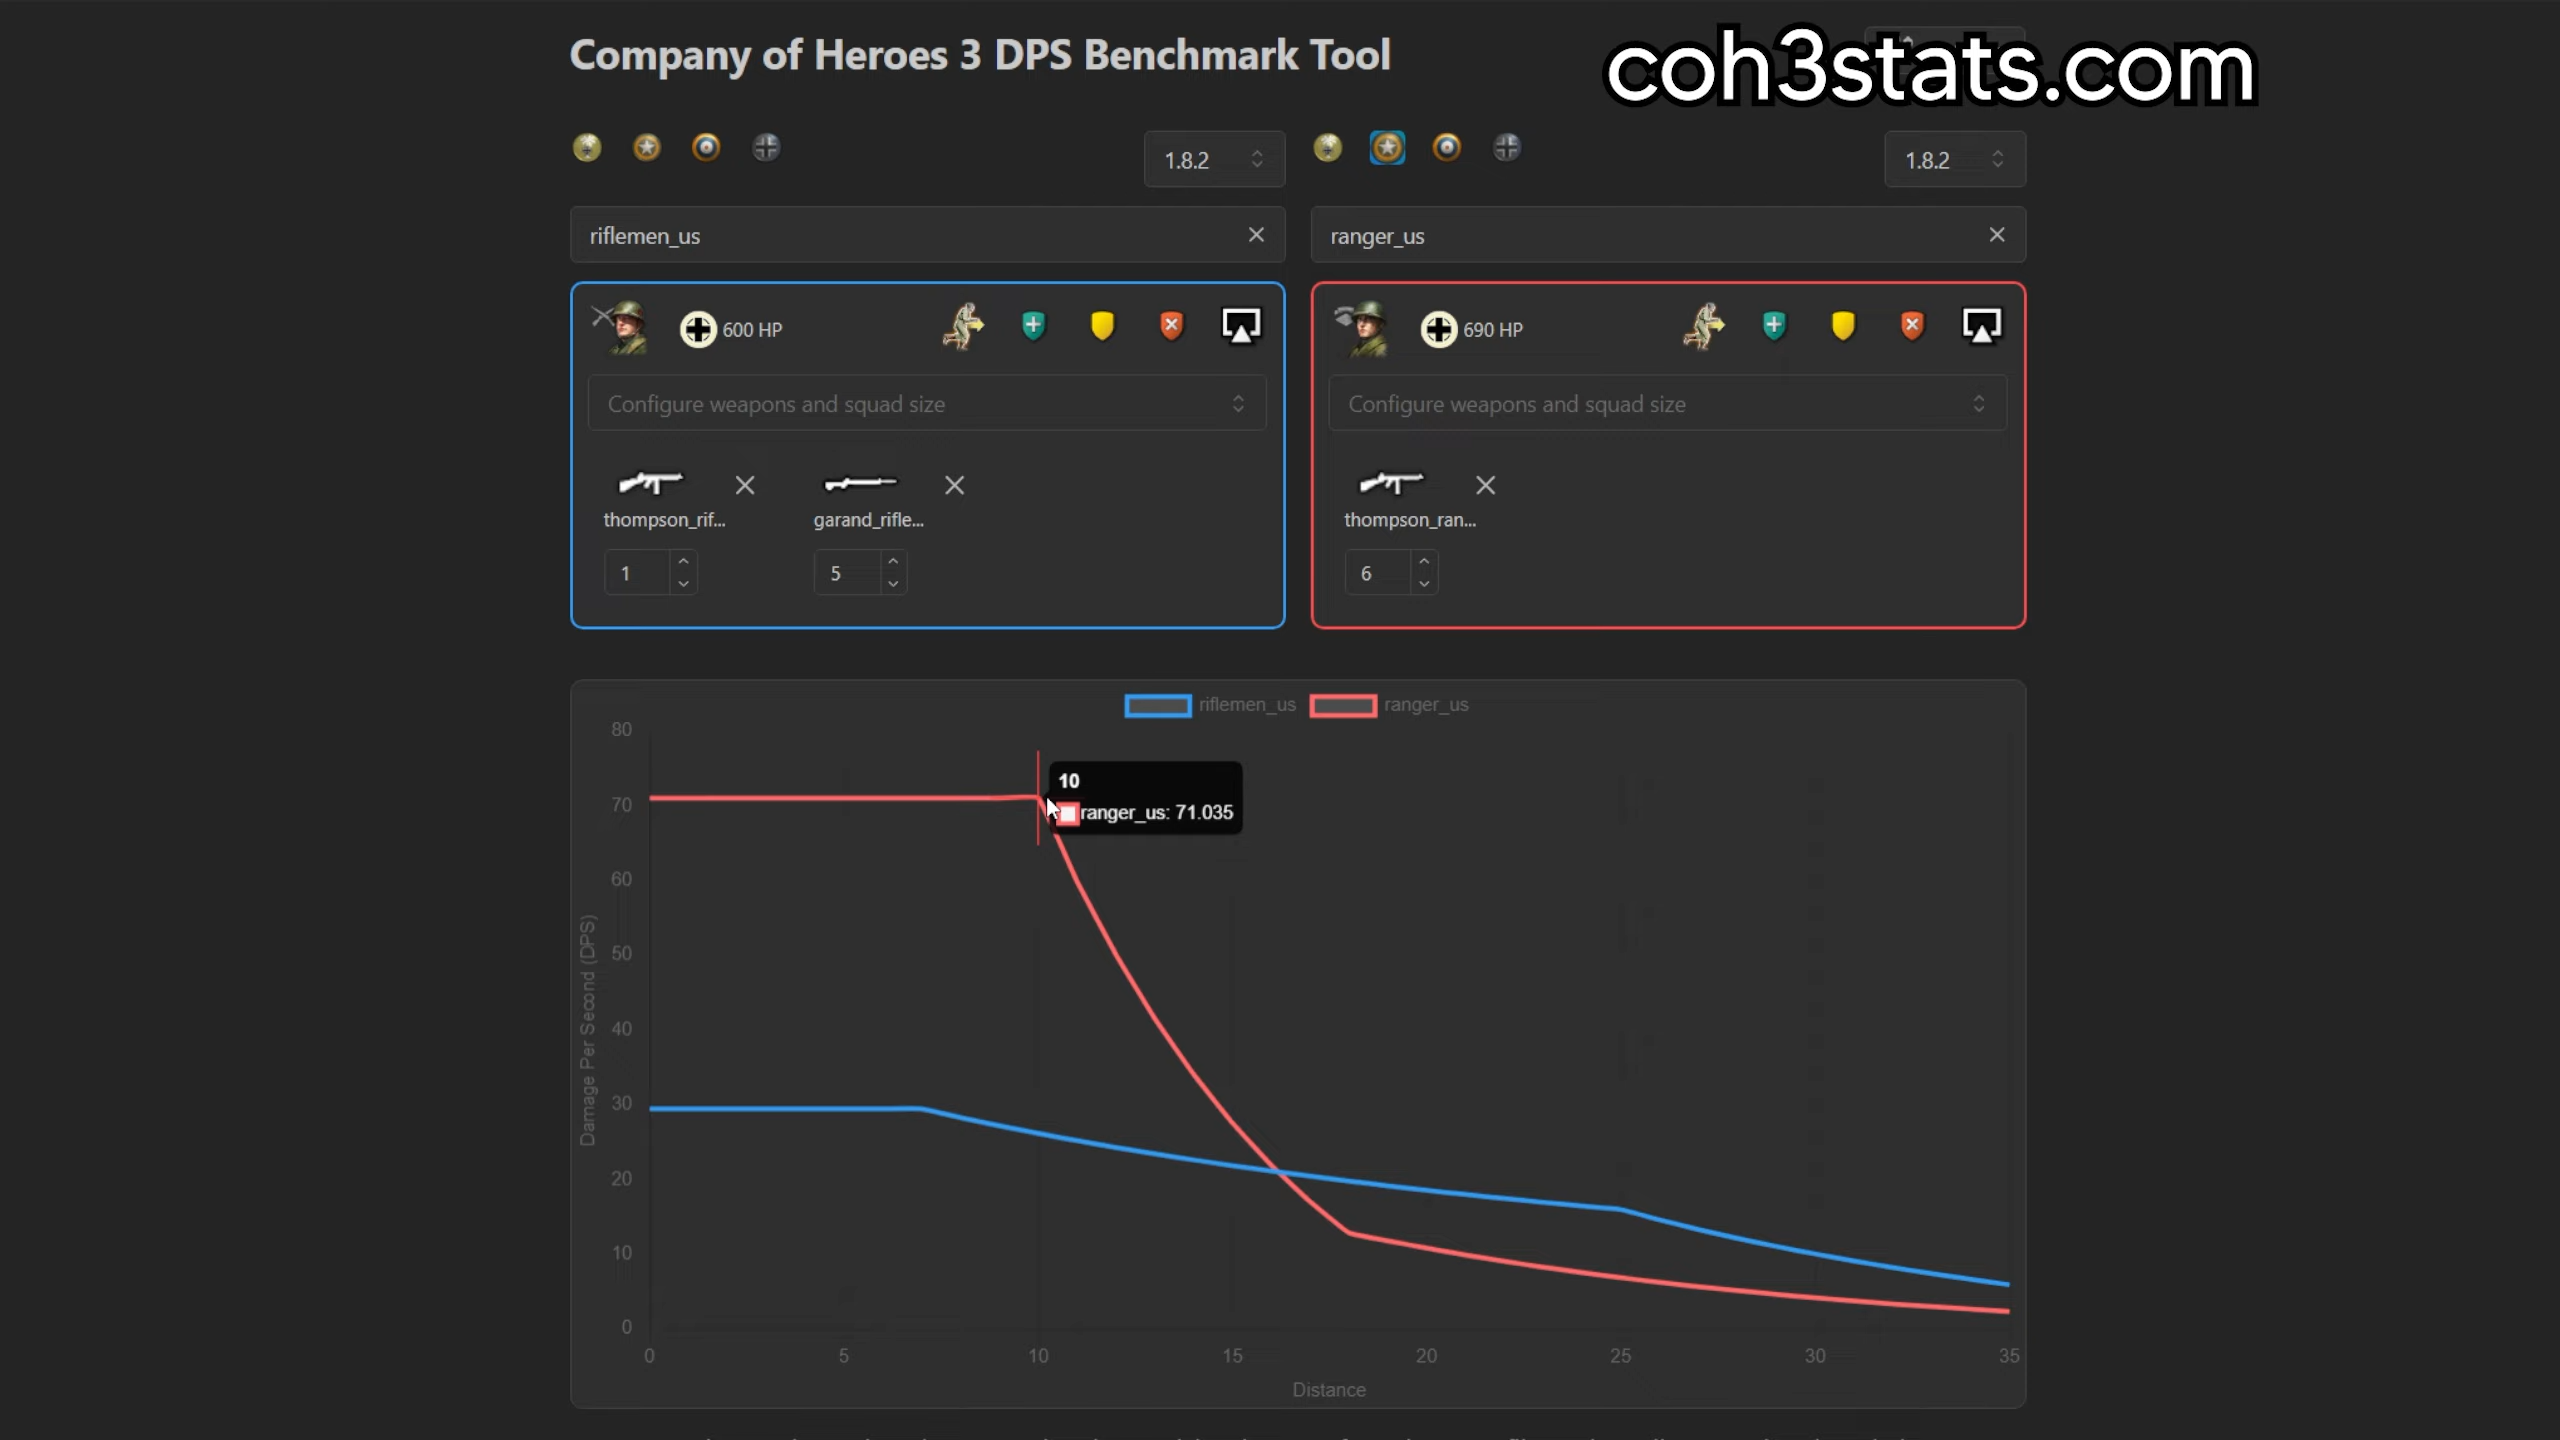 Company of Heroes 3 DPS Benchmark Tool
coh3stats.com
1.8.2
1.8.2
riflemen_us
ranger_us
600 HP
690 HP
Configure weapons and squad size
Configure weapons and squad size
thompson_rif...
garand_rifle...
thompson_ran...
1
5
6
riflemen_us
ranger_us
80
70
60
50
40
30
20
10
0
Damage Per Second (DPS)
10
ranger_us: 71.035
0
5
10
15
20
25
30
35
Distance